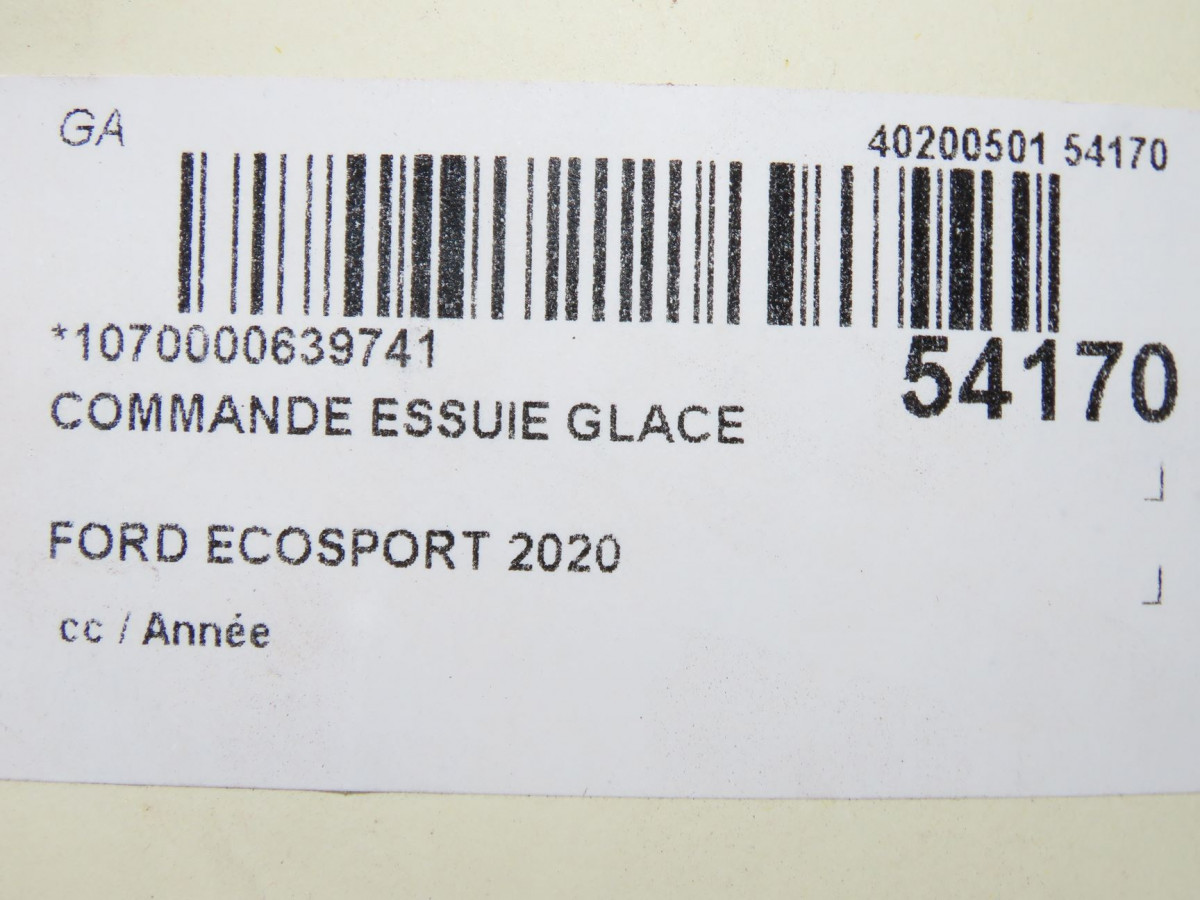 GA
40200501 54170
*1070000639741
54170
COMMANDE ESSUIE GLACE
FORD ECOSPORT 2020
cc / Année